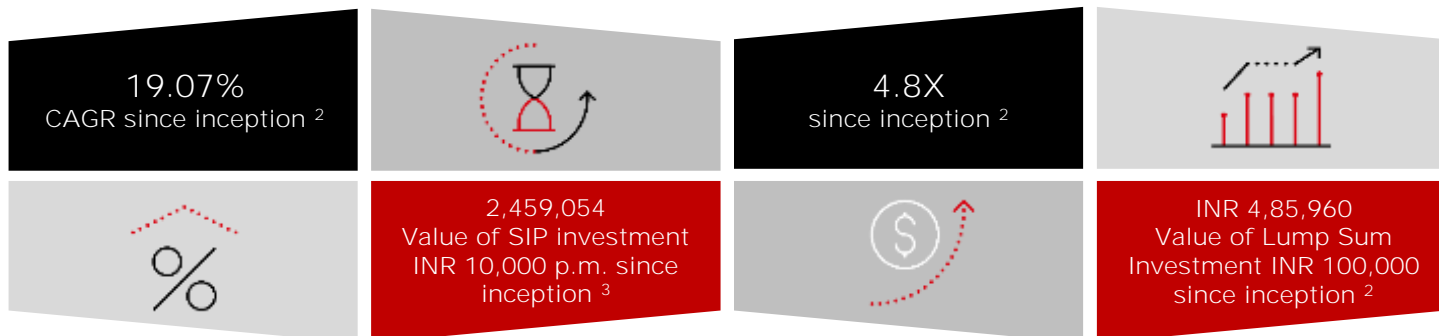 19.07%
CAGR since inception 2
4.8X
since inception 2
2,459,054
Value of SIP investment
INR 10,000 p.m. since
inception 3
INR 4,85,960
Value of Lump Sum
Investment INR 100,000
since inception 2